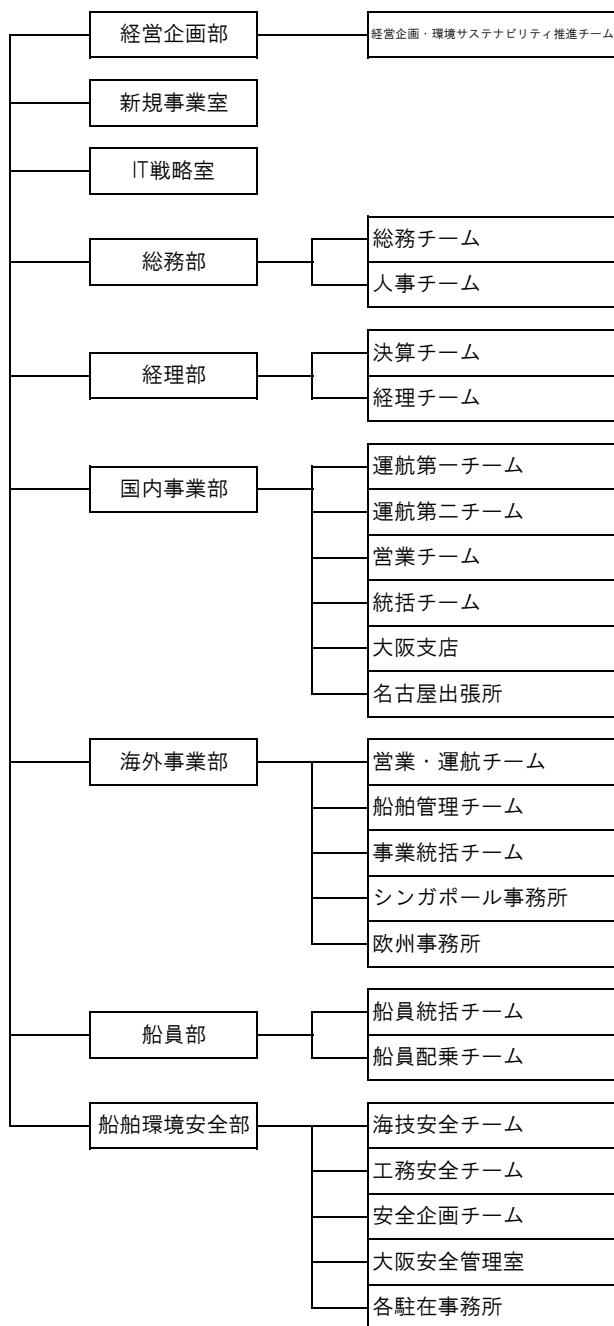 経営企画部
経営企画・環境サステナビリティ推進チーム
新規事業室
IT戦略室
総務部
総務チーム
人事チーム
経理部
決算チーム
経理チーム
国内事業部
運航第一チーム
運航第二チーム
営業チーム
統括チーム
大阪支店
名古屋出張所
海外事業部
営業・運航チーム
船舶管理チーム
事業統括チーム
シンガポール事務所
欧州事務所
船員部
船員統括チーム
船員配乗チーム
船舶環境安全部
海技安全チーム
工務安全チーム
安全企画チーム
大阪安全管理室
各駐在事務所